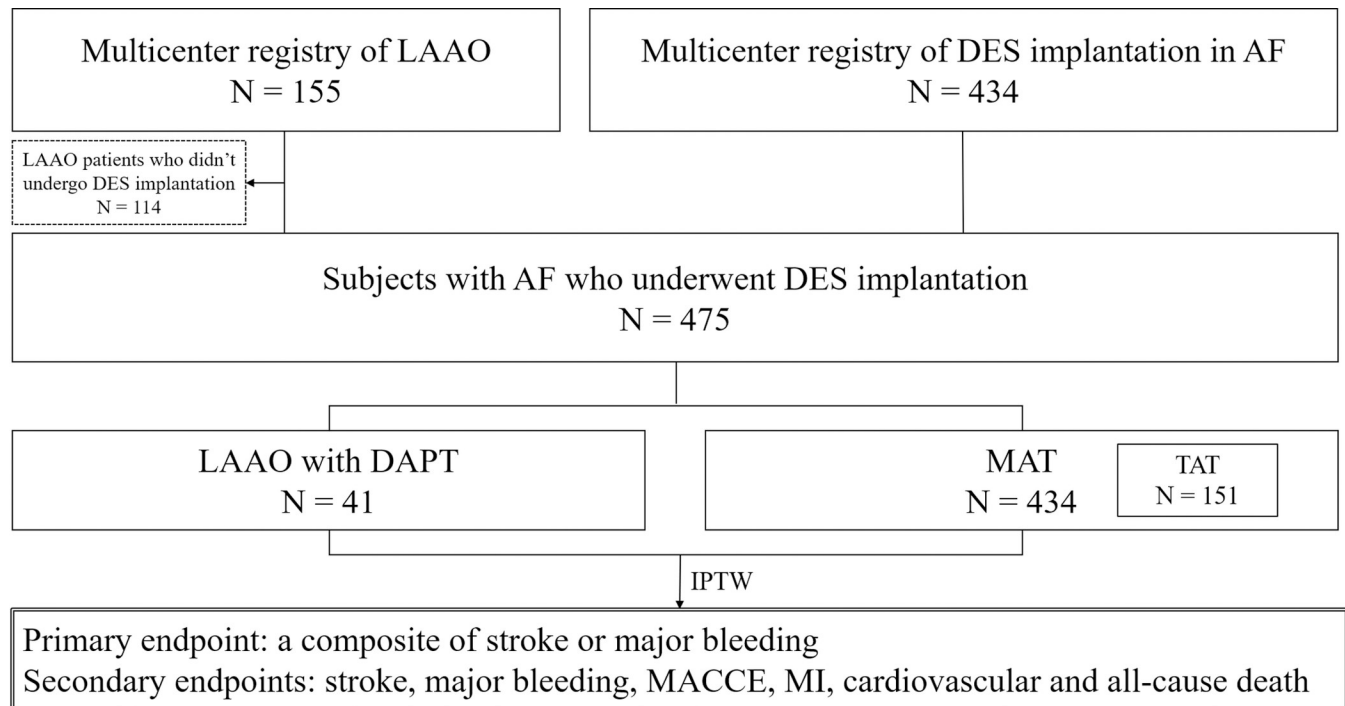 Multicenter registry of LAAO
N = 155
Multicenter registry of DES implantation in AF
N = 434
LAAO patients who didn't
undergo DES implantation
N = 114
Subjects with AF who underwent DES implantation
N = 475
LAAO with DAPT
N = 41
MAT
N = 434
TAT
N = 151
IPTW
Primary endpoint: a composite of stroke or major bleeding
Secondary endpoints: stroke, major bleeding, MACCE, MI, cardiovascular and all-cause death